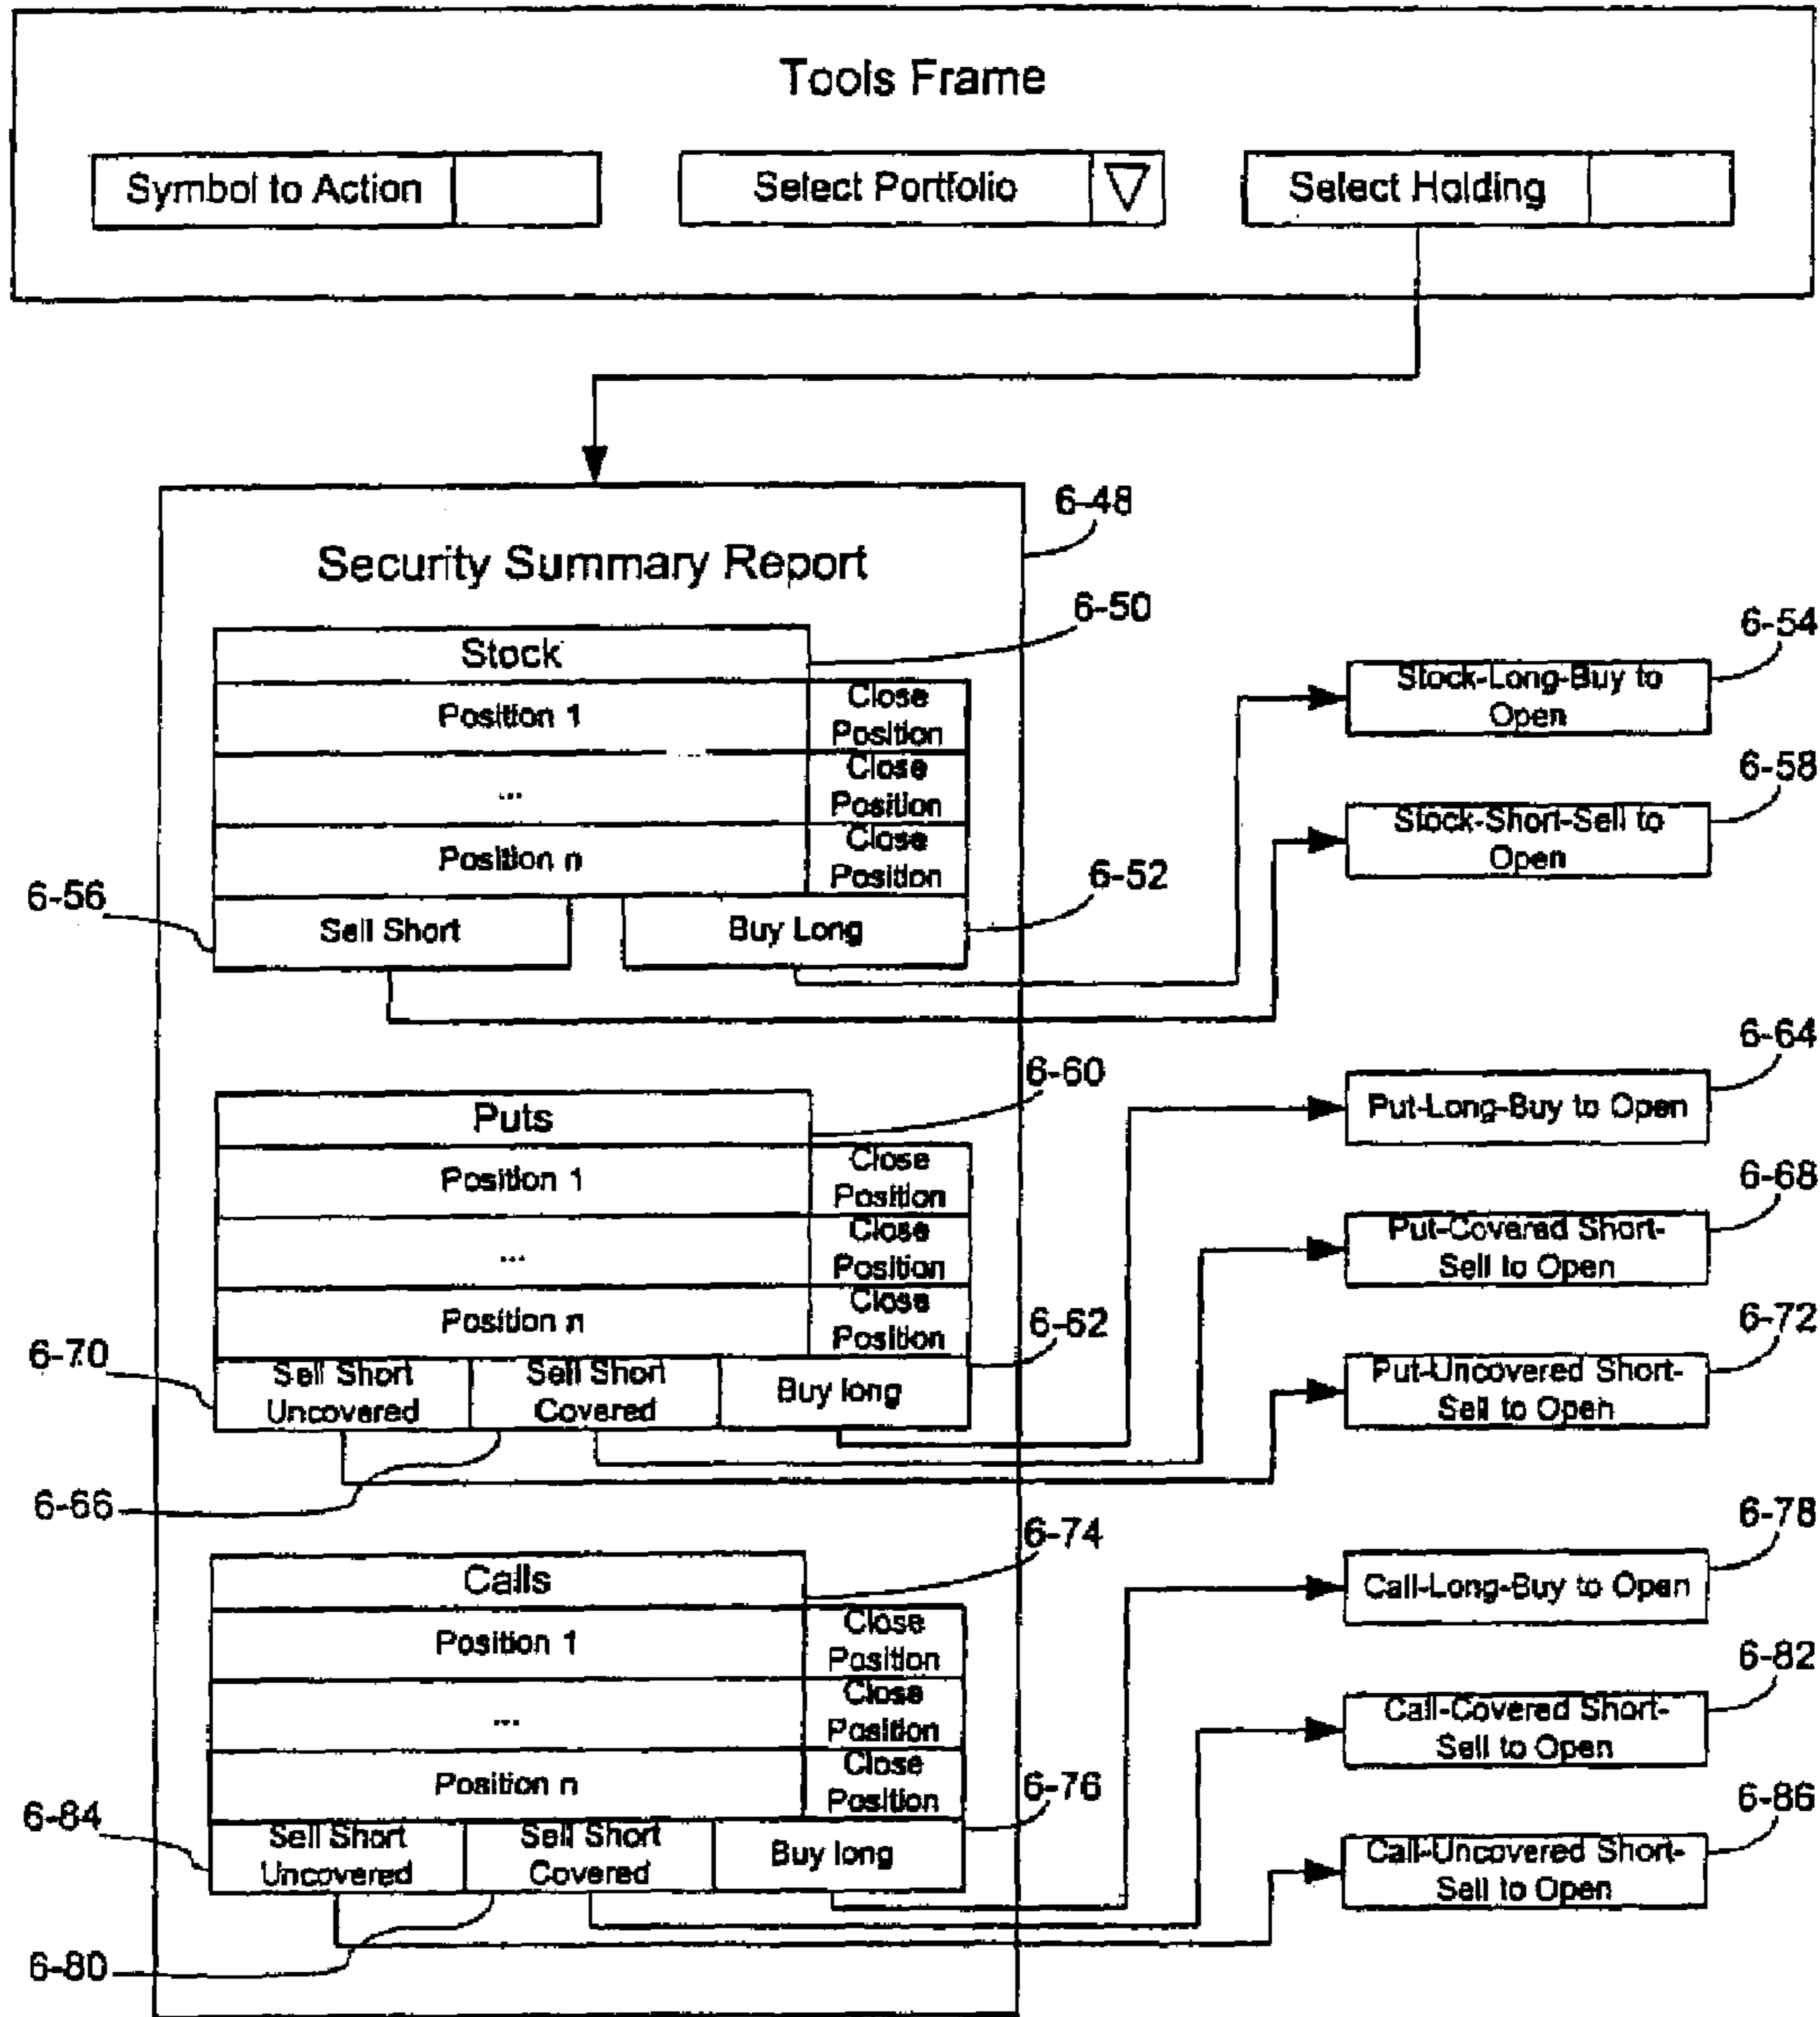 Tools Frame
Symbol to Action
Select Portfolio
Select Holding
6-48
Security Summary Report
6-50
Stock
Position 1
Close
Position
...
Close
Position
Position n
Close
Position
6-56
Sell Short
Buy Long
6-52
6-54
Stock-Long-Buy to
Open
6-58
Stock-Short-Sell to
Open
6-60
Puts
Position 1
Close
Position
...
Close
Position
Position n
Close
Position
6-62
6-70
Sell Short
Uncovered
Sell Short
Covered
Buy long
6-66
6-64
Put-Long-Buy to Open
6-68
Put-Covered Short-
Sell to Open
6-72
Put-Uncovered Short-
Sell to Open
6-74
Calls
Position 1
Close
Position
...
Close
Position
Position n
Close
Position
6-76
6-84
Sell Short
Uncovered
Sell Short
Covered
Buy long
6-80
6-78
Call-Long-Buy to Open
6-82
Call-Covered Short-
Sell to Open
6-86
Call-Uncovered Short-
Sell to Open